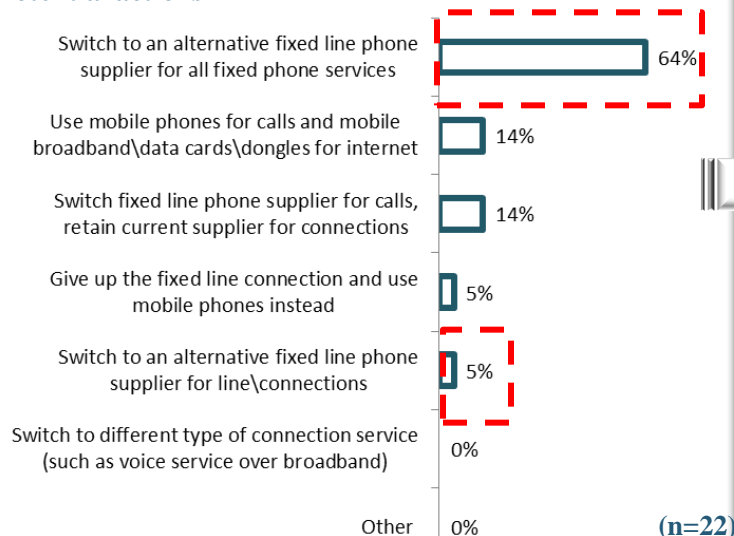 Switch to an alternative fixed line phone
supplier for all fixed phone services
64%
Use mobile phones for calls and mobile
broadband\data cards\dongles for internet
14%
Switch fixed line phone supplier for calls,
retain current supplier for connections
14%
Give up the fixed line connection and use
mobile phones instead
5%
Switch to an alternative fixed line phone
supplier for line\connections
5%
Switch to different type of connection service
(such as voice service over broadband)
0%
Other
0%
(n=22)